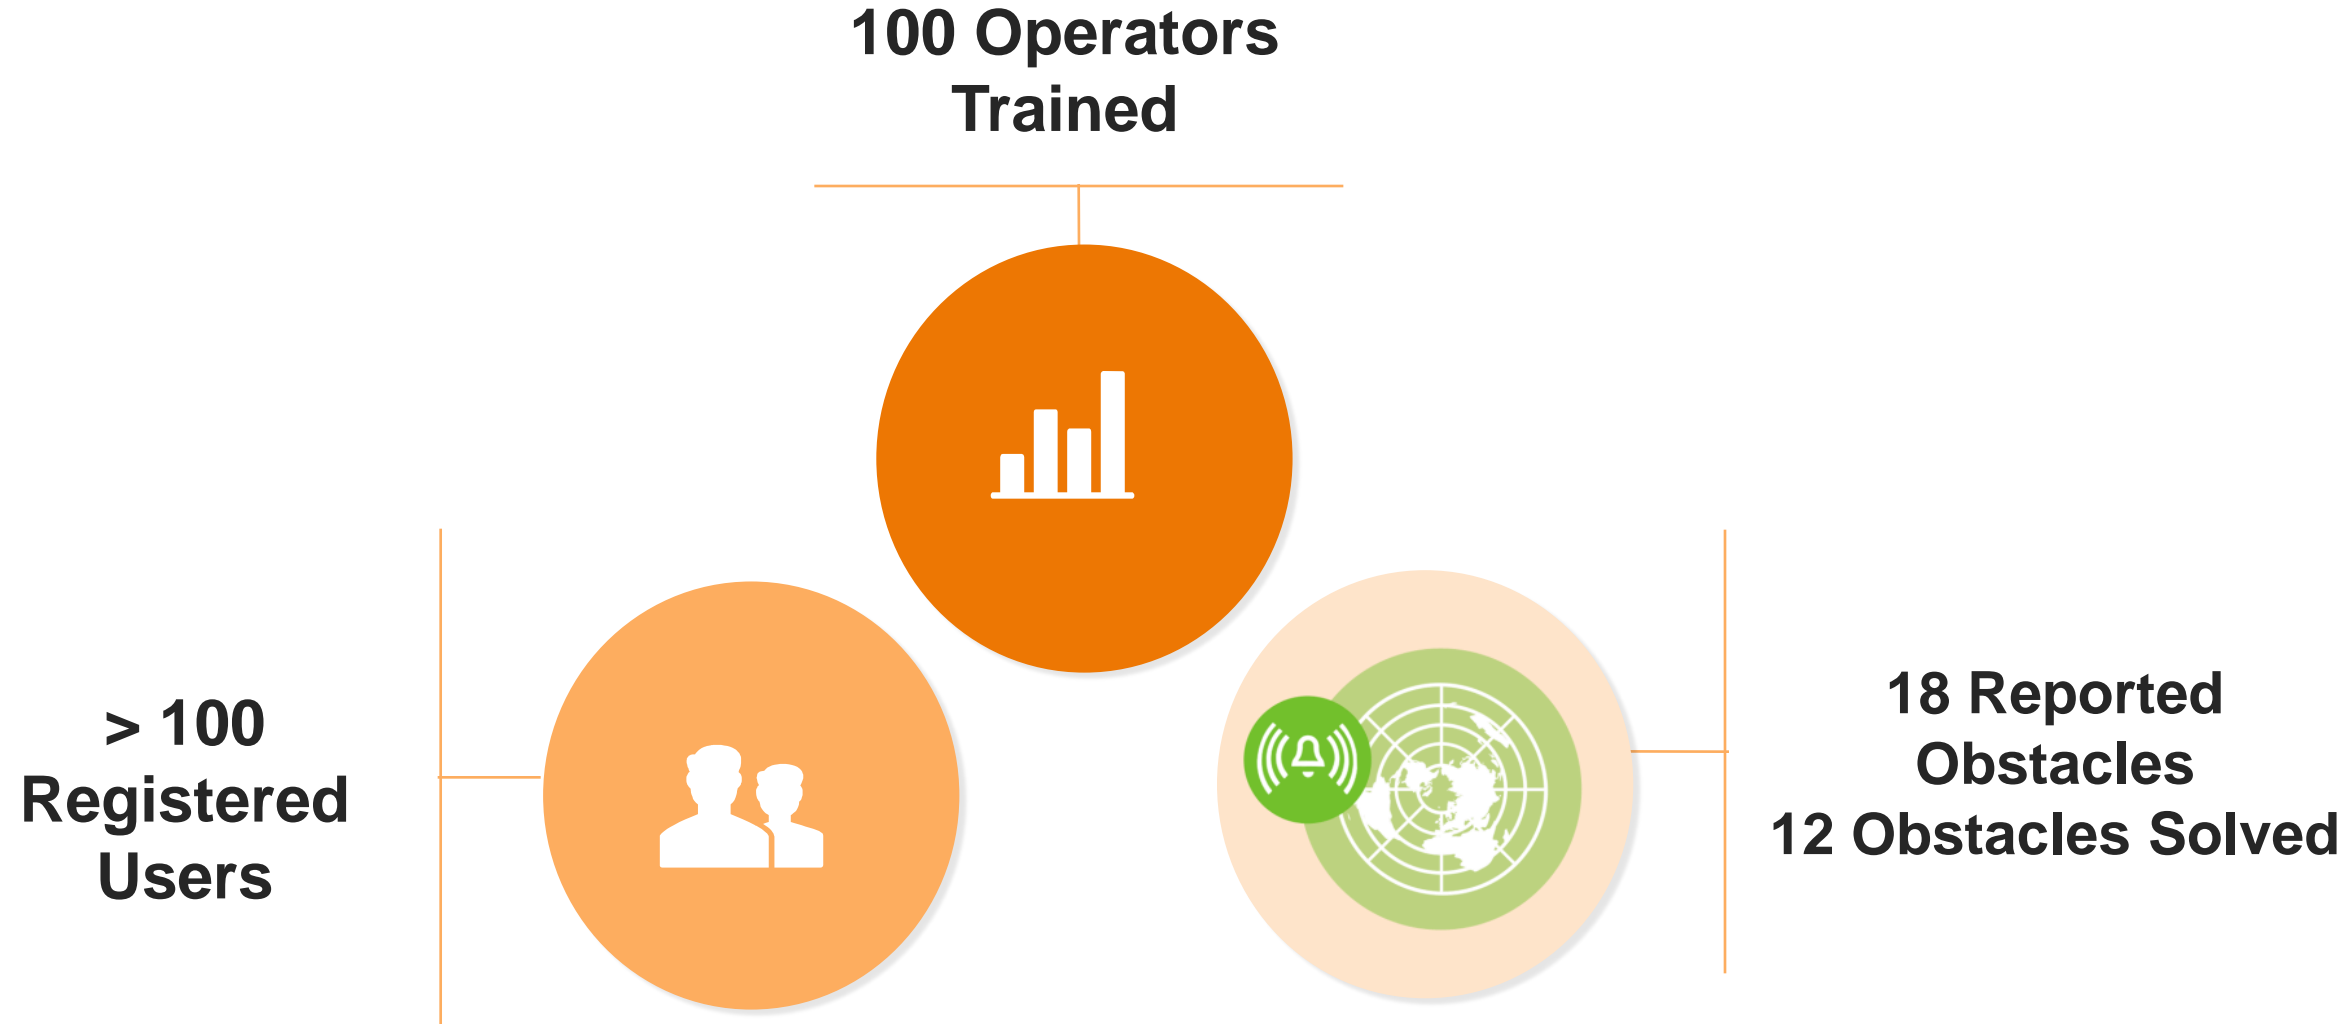 100 Operators
Trained
> 100
Registered
Users
18 Reported
Obstacles
12 Obstacles Solved